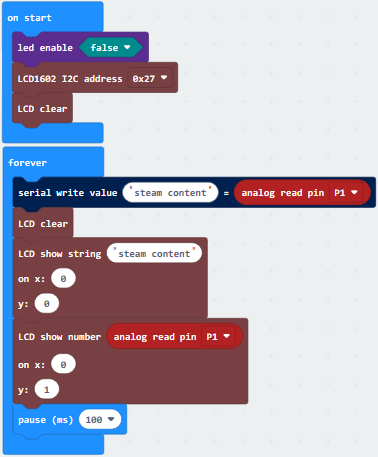 on start
led enable false
LCD1602 I2C address 0x27
LCD clear
forever
serial write value "steam content" = analog read pin P1
LCD clear
LCD show string "steam content"
on x: 0
y: 0
LCD show number analog read pin P1
on x: 0
y: 1
pause (ms) 100